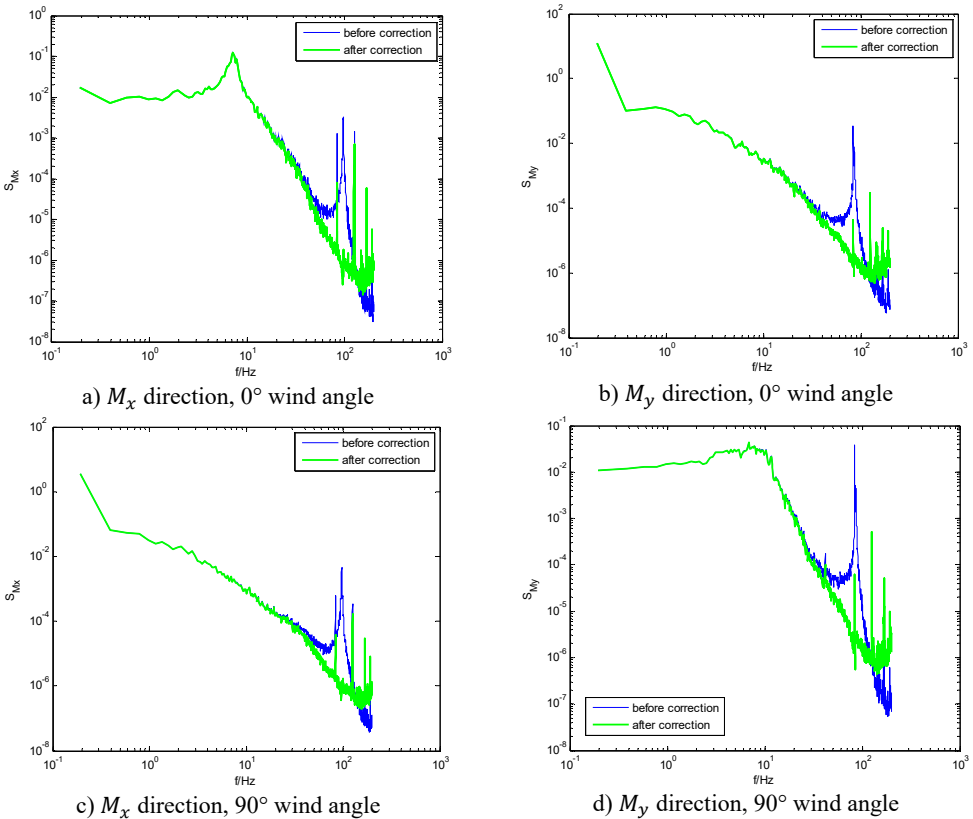 10^0
10^-1
10^-2
10^-3
10^-4
10^-5
10^-6
10^-7
10^-8
S_Mx
10^-1 10^0 10^1 10^2 10^3
f/Hz
before correction
after correction
a) M_x direction, 0° wind angle
10^2
10^0
10^-2
10^-4
10^-6
10^-8
S_My
10^-1 10^0 10^1 10^2 10^3
f/Hz
before correction
after correction
b) M_y direction, 0° wind angle
10^2
10^0
10^-2
10^-4
10^-6
10^-8
S_Mx
10^-1 10^0 10^1 10^2 10^3
f/Hz
before correction
after correction
c) M_x direction, 90° wind angle
10^-1
10^-2
10^-3
10^-4
10^-5
10^-6
10^-7
10^-8
S_My
10^-1 10^0 10^1 10^2 10^3
f/Hz
before correction
after correction
d) M_y direction, 90° wind angle